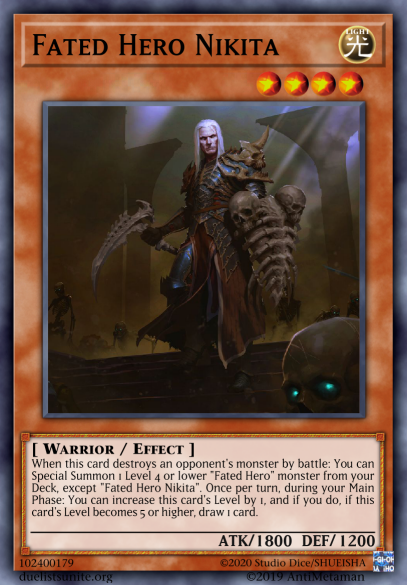 FATED HERO NIKITA
LIGHT
光
[ WARRIOR / EFFECT ]
When this card destroys an opponent's monster by battle: You can
Special Summon 1 Level 4 or lower "Fated Hero" monster from your
Deck, except "Fated Hero Nikita". Once per turn, during your Main
Phase: You can increase this card's Level by 1, and if you do, if this
card's Level becomes 5 or higher, draw 1 card.
ATK/1800 DEF/1200
102400179 ©2020 Studio Dice/SHUEISHA
duelistsunite.org ©2019 AntiMetaman